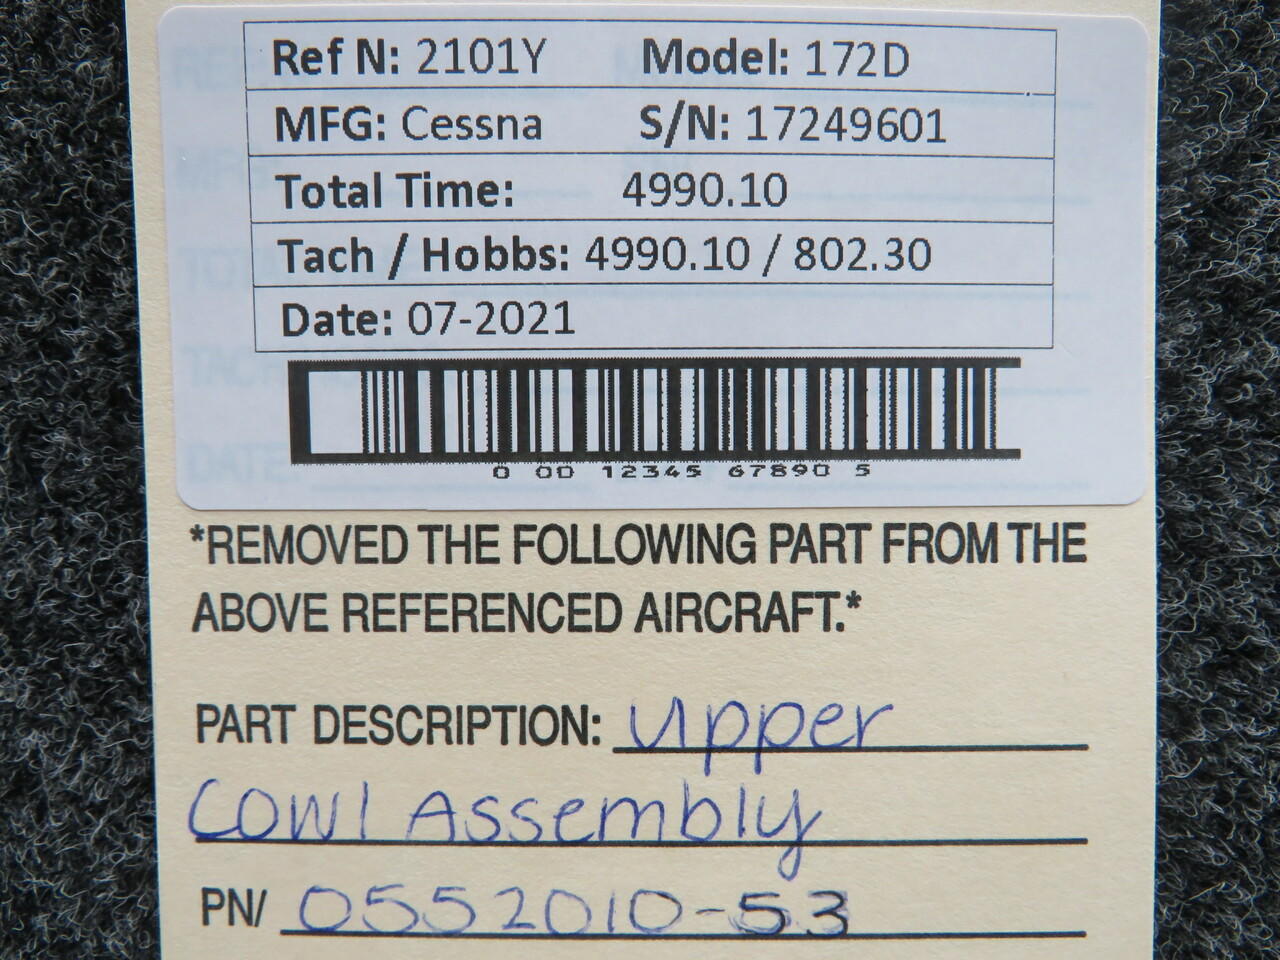 Ref N: 2101Y Model: 172D
MFG: Cessna S/N: 17249601
Total Time: 4990.10
Tach / Hobbs: 4990.10 / 802.30
Date: 07-2021
0 00 12345 67890 5
*REMOVED THE FOLLOWING PART FROM THE
ABOVE REFERENCED AIRCRAFT.*
PART DESCRIPTION: Upper
Cowl Assembly
PN/ 0552010-53